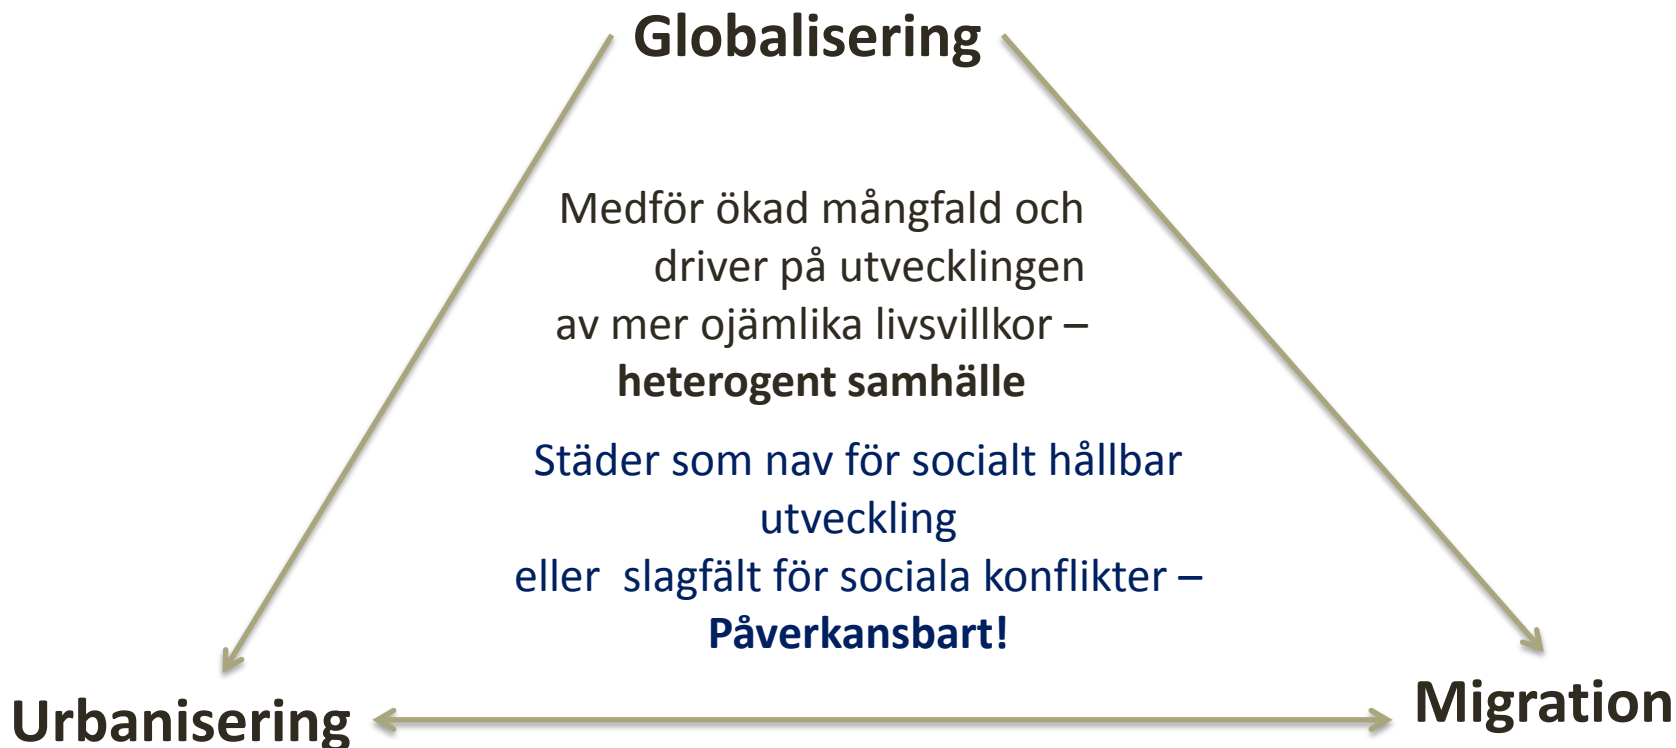 Globalisering
Medför ökad mångfald och
driver på utvecklingen
av mer ojämlika livsvillkor –
heterogent samhälle
Städer som nav för socialt hållbar
utveckling
eller slagfält för sociala konflikter –
Påverkansbart!
Urbanisering
Migration